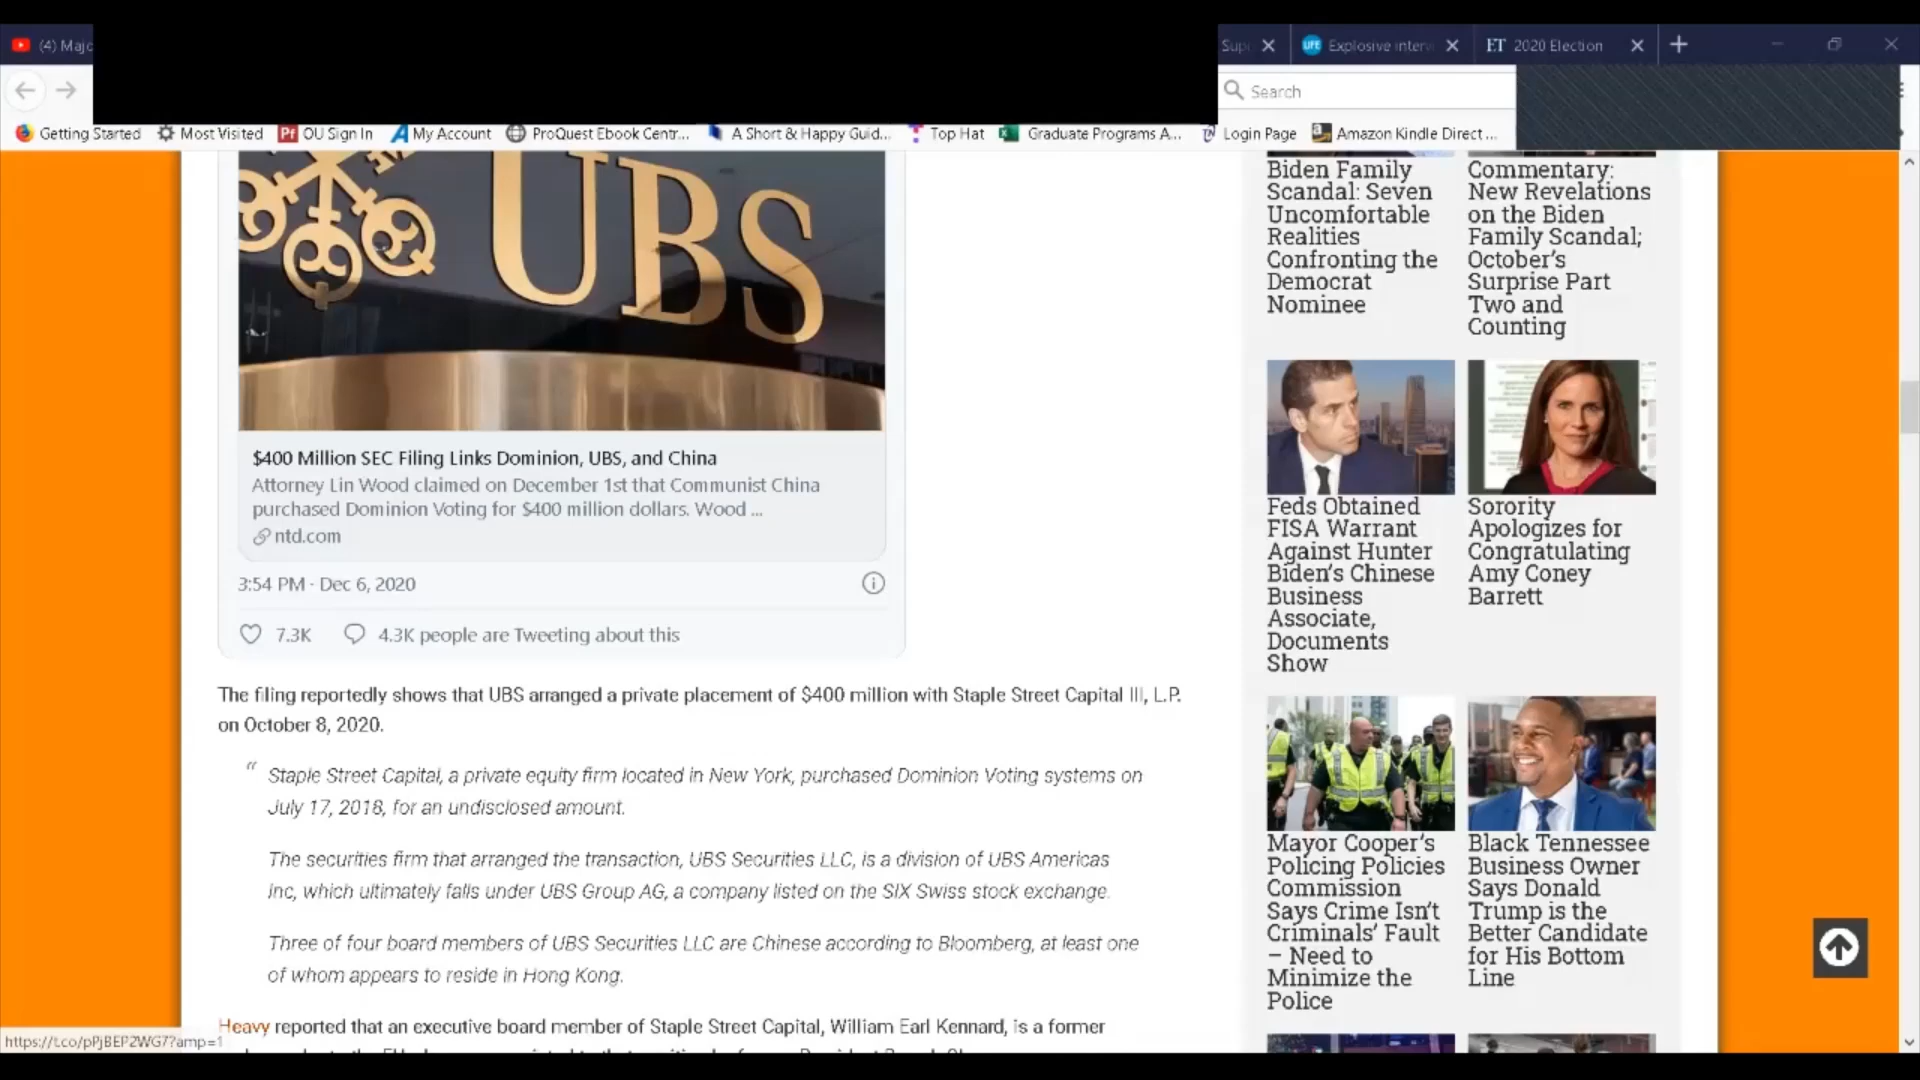 (4) Majo
Sup
Explosive interv
ET 2020 Election
Search
Getting Started
Most Visited
OU Sign In
My Account
ProQuest Ebook Centr...
A Short & Happy Guid...
Top Hat
Graduate Programs A...
Login Page
Amazon Kindle Direct ...
UBS
$400 Million SEC Filing Links Dominion, UBS, and China
Attorney Lin Wood claimed on December 1st that Communist China
purchased Dominion Voting for $400 million dollars. Wood ...
ntd.com
3:54 PM · Dec 6, 2020
7.3K
4.3K people are Tweeting about this
The filing reportedly shows that UBS arranged a private placement of $400 million with Staple Street Capital III, L.P.
on October 8, 2020.
“ Staple Street Capital, a private equity firm located in New York, purchased Dominion Voting systems on
July 17, 2018, for an undisclosed amount.
The securities firm that arranged the transaction, UBS Securities LLC, is a division of UBS Americas
Inc, which ultimately falls under UBS Group AG, a company listed on the SIX Swiss stock exchange.
Three of four board members of UBS Securities LLC are Chinese according to Bloomberg, at least one
of whom appears to reside in Hong Kong.
Heavy reported that an executive board member of Staple Street Capital, William Earl Kennard, is a former
https://t.co/pPjBEP2WG7?amp=1
Biden Family
Scandal: Seven
Uncomfortable
Realities
Confronting the
Democrat
Nominee
Commentary:
New Revelations
on the Biden
Family Scandal;
October’s
Surprise Part
Two and
Counting
Feds Obtained
FISA Warrant
Against Hunter
Biden’s Chinese
Business
Associate,
Documents
Show
Sorority
Apologizes for
Congratulating
Amy Coney
Barrett
Mayor Cooper’s
Policing Policies
Commission
Says Crime Isn’t
Criminals’ Fault
– Need to
Minimize the
Police
Black Tennessee
Business Owner
Says Donald
Trump is the
Better Candidate
for His Bottom
Line